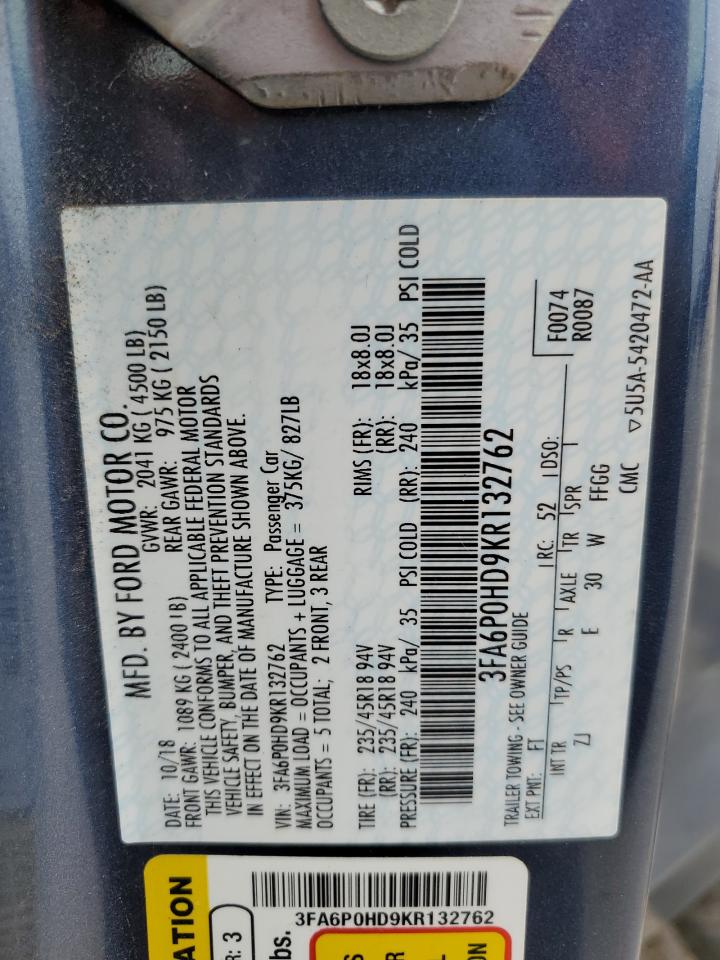 MFD. BY FORD MOTOR CO.
DATE: 10/18 GVWR: 2041 KG ( 4500 LB)
FRONT GAWR: 1089 KG ( 2400 lB) REAR GAWR: 975 KG ( 2150 LB)
THIS VEHICLE CONFORMS TO ALL APPLICABLE FEDERAL MOTOR
VEHICLE SAFETY, BUMPER, AND THEFT PREVENTION STANDARDS
IN EFFECT ON THE DATE OF MANUFACTURE SHOWN ABOVE.
VIN: 3FA6P0HD9KR132762 TYPE: Passenger Car
MAXIMUM LOAD = OCCUPANTS + LUGGAGE = 375KG/ 827LB
OCCUPANTS = 5 TOTAL; 2 FRONT, 3 REAR
TIRE (FR): 235/45R18 94V RIMS (FR): 18x8.0J
(RR): 235/45R18 94V (RR): 18x8.0J
PRESSURE (FR): 240 kPa/ 35 PSI COLD (RR): 240 kPa/ 35 PSI COLD
3FA6P0HD9KR132762
TRAILER TOWING - SEE OWNER GUIDE
EXT PNT: FT RC: 52 DSO: F0074
R0087
INT TR TP/PS R AXLE TR SPR
ZJ E 30 W FFGG
CMC ▽5U5A-5420472-AA
3FA6P0HD9KR132762
ATION
R: 3
lbs.